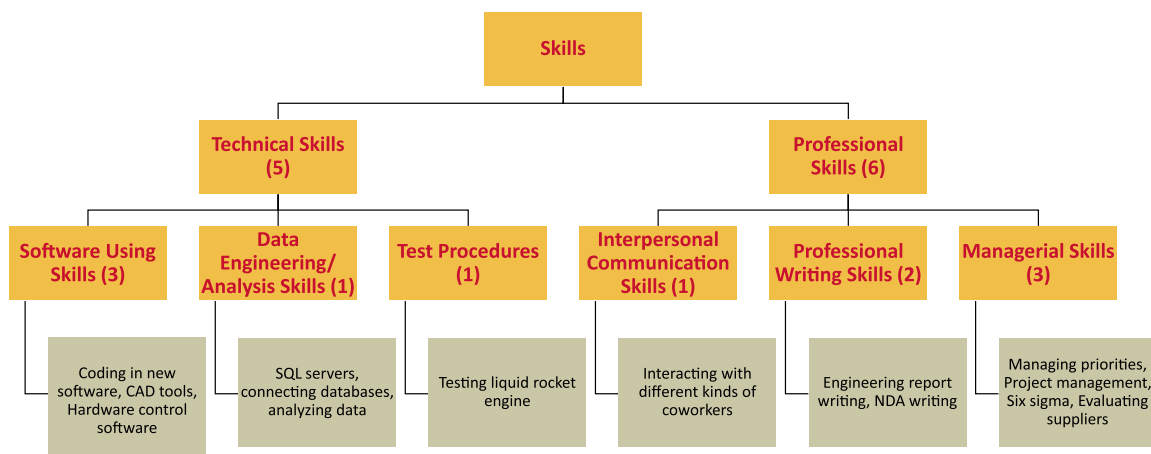 Skills
Technical Skills
(5)
Professional
Skills (6)
Software Using
Skills (3)
Data
Engineering/
Analysis Skills (1)
Test Procedures
(1)
Interpersonal
Communication
Skills (1)
Professional
Writing Skills (2)
Managerial Skills
(3)
Coding in new
software, CAD tools,
Hardware control
software
SQL servers,
connecting databases,
analyzing data
Testing liquid rocket
engine
Interacting with
different kinds of
coworkers
Engineering report
writing, NDA writing
Managing priorities,
Project management,
Six sigma, Evaluating
suppliers